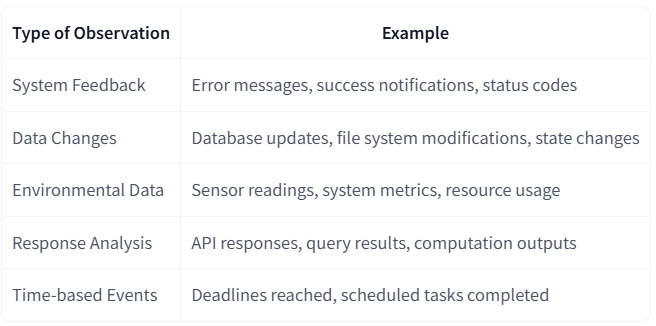 Type of Observation Example
System Feedback Error messages, success notifications, status codes
Data Changes Database updates, file system modifications, state changes
Environmental Data Sensor readings, system metrics, resource usage
Response Analysis API responses, query results, computation outputs
Time-based Events Deadlines reached, scheduled tasks completed